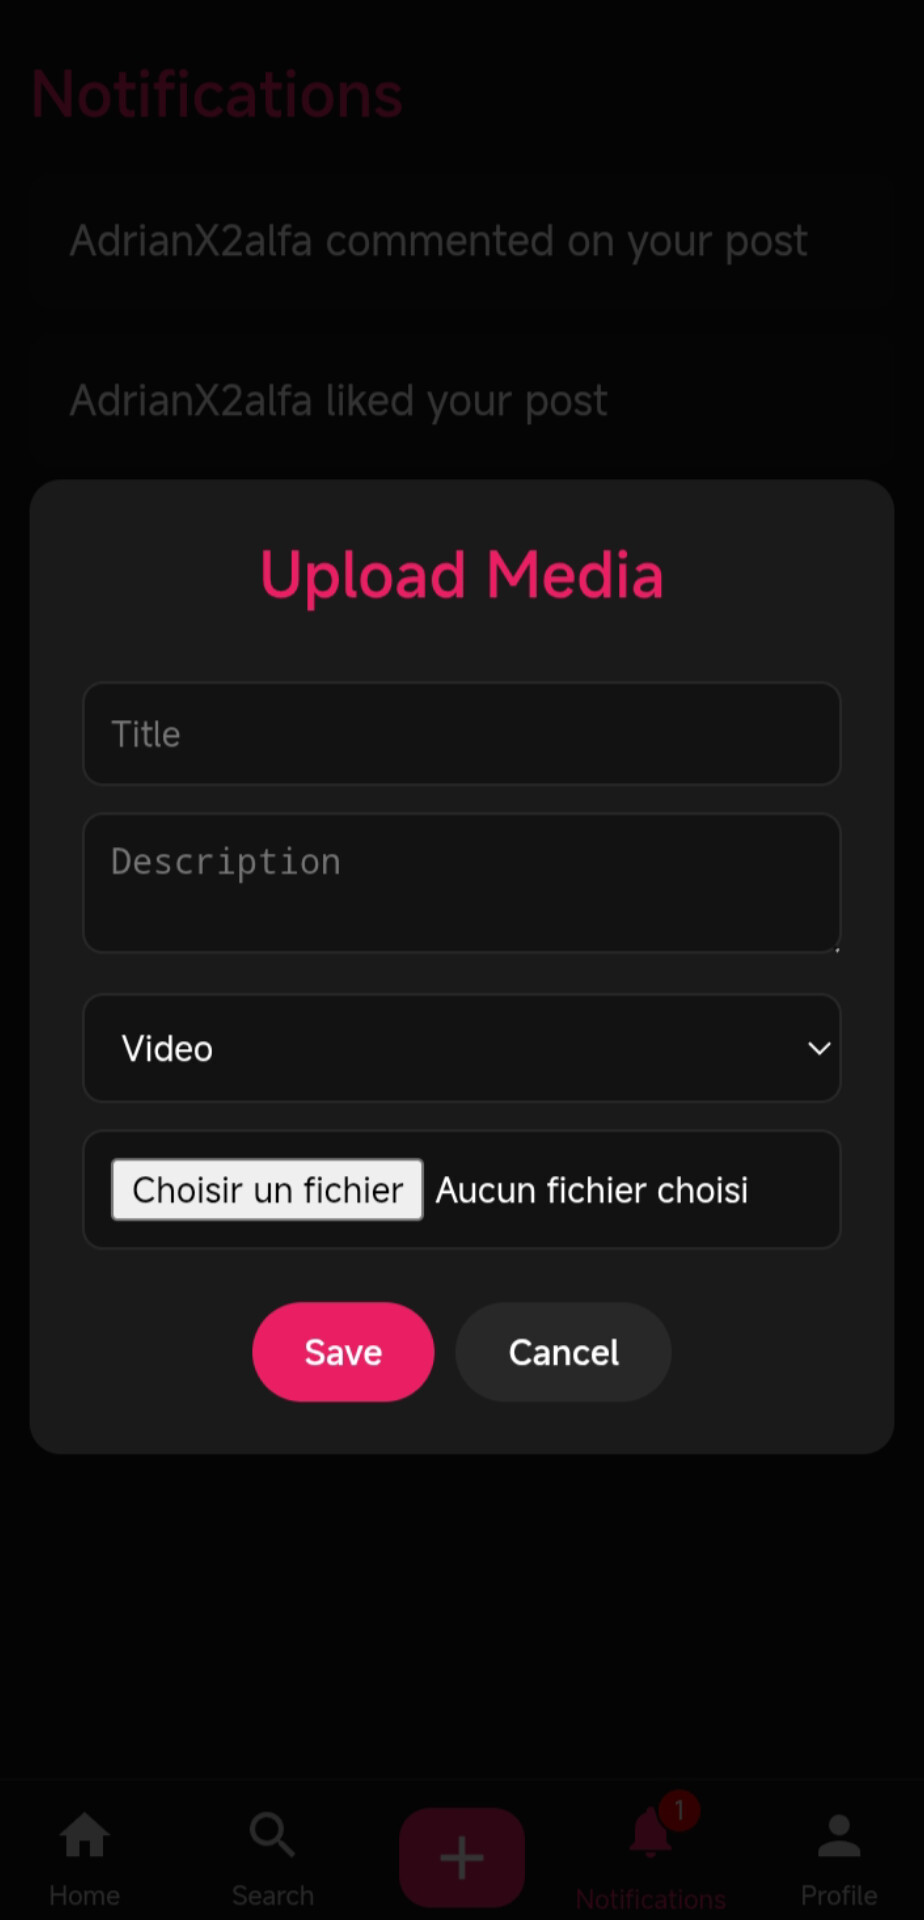 Notifications
AdrianX2alfa commented on your post
AdrianX2alfa liked your post
Upload Media
Title
Description
Video
Choisir un fichier Aucun fichier choisi
Save Cancel
1
Home Search Notifications Profile